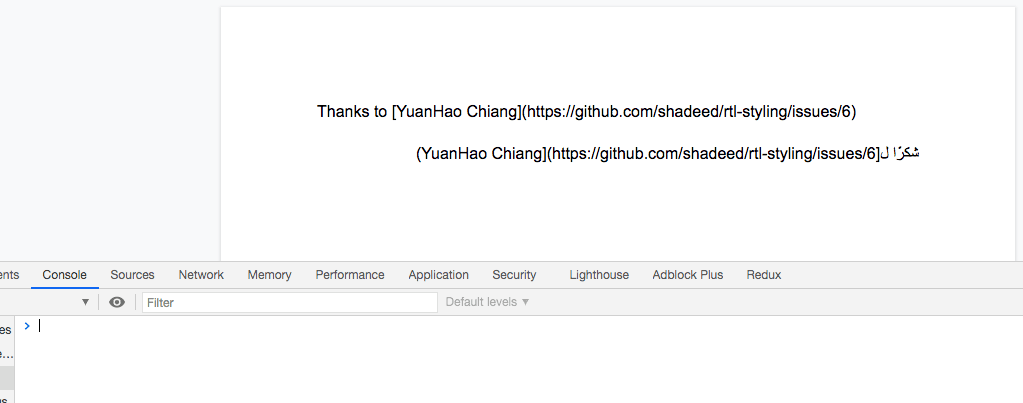 Thanks to [YuanHao Chiang](https://github.com/shadeed/rtl-styling/issues/6)
شكرًا ل[YuanHao Chiang](https://github.com/shadeed/rtl-styling/issues/6)
ents Console Sources Network Memory Performance Application Security Lighthouse Adblock Plus Redux
Filter Default levels ▼
es
e...